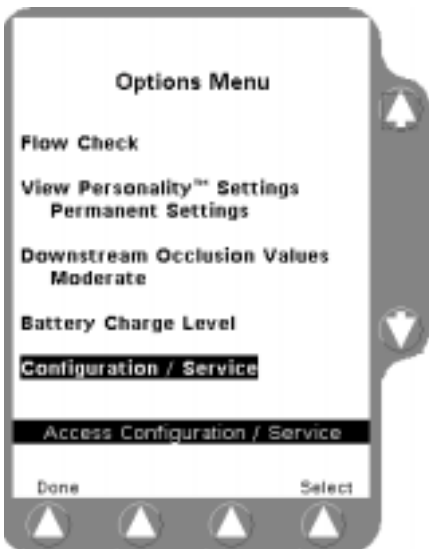 Options Menu
Flow Check
View Personality™ Settings
Permanent Settings
Downstream Occlusion Values
Moderate
Battery Charge Level
Configuration / Service
Access Configuration / Service
Done Select